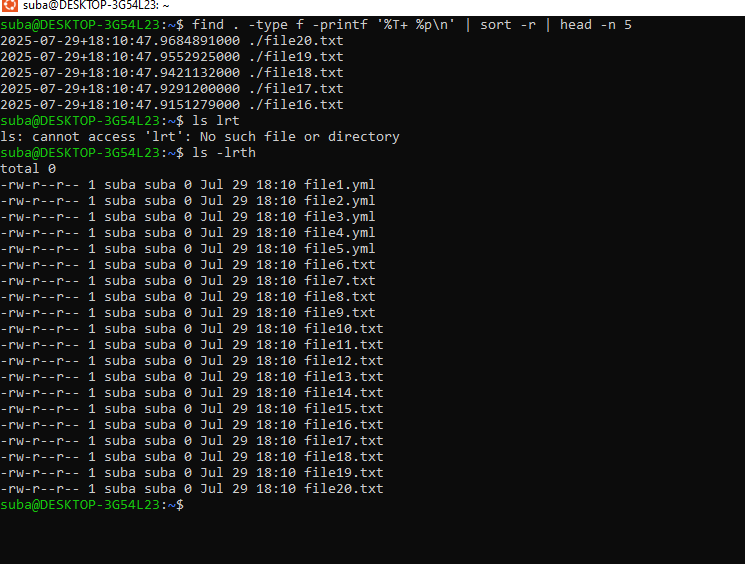 suba@DESKTOP-3G54L23: ~
suba@DESKTOP-3G54L23:~$ find . -type f -printf '%T+ %p\n' | sort -r | head -n 5
2025-07-29+18:10:47.9684891000 ./file20.txt
2025-07-29+18:10:47.9552925000 ./file19.txt
2025-07-29+18:10:47.9421132000 ./file18.txt
2025-07-29+18:10:47.9291200000 ./file17.txt
2025-07-29+18:10:47.9151279000 ./file16.txt
suba@DESKTOP-3G54L23:~$ ls lrt
ls: cannot access 'lrt': No such file or directory
suba@DESKTOP-3G54L23:~$ ls -lrth
total 0
-rw-r--r-- 1 suba suba 0 Jul 29 18:10 file1.yml
-rw-r--r-- 1 suba suba 0 Jul 29 18:10 file2.yml
-rw-r--r-- 1 suba suba 0 Jul 29 18:10 file3.yml
-rw-r--r-- 1 suba suba 0 Jul 29 18:10 file4.yml
-rw-r--r-- 1 suba suba 0 Jul 29 18:10 file5.yml
-rw-r--r-- 1 suba suba 0 Jul 29 18:10 file6.txt
-rw-r--r-- 1 suba suba 0 Jul 29 18:10 file7.txt
-rw-r--r-- 1 suba suba 0 Jul 29 18:10 file8.txt
-rw-r--r-- 1 suba suba 0 Jul 29 18:10 file9.txt
-rw-r--r-- 1 suba suba 0 Jul 29 18:10 file10.txt
-rw-r--r-- 1 suba suba 0 Jul 29 18:10 file11.txt
-rw-r--r-- 1 suba suba 0 Jul 29 18:10 file12.txt
-rw-r--r-- 1 suba suba 0 Jul 29 18:10 file13.txt
-rw-r--r-- 1 suba suba 0 Jul 29 18:10 file14.txt
-rw-r--r-- 1 suba suba 0 Jul 29 18:10 file15.txt
-rw-r--r-- 1 suba suba 0 Jul 29 18:10 file16.txt
-rw-r--r-- 1 suba suba 0 Jul 29 18:10 file17.txt
-rw-r--r-- 1 suba suba 0 Jul 29 18:10 file18.txt
-rw-r--r-- 1 suba suba 0 Jul 29 18:10 file19.txt
-rw-r--r-- 1 suba suba 0 Jul 29 18:10 file20.txt
suba@DESKTOP-3G54L23:~$